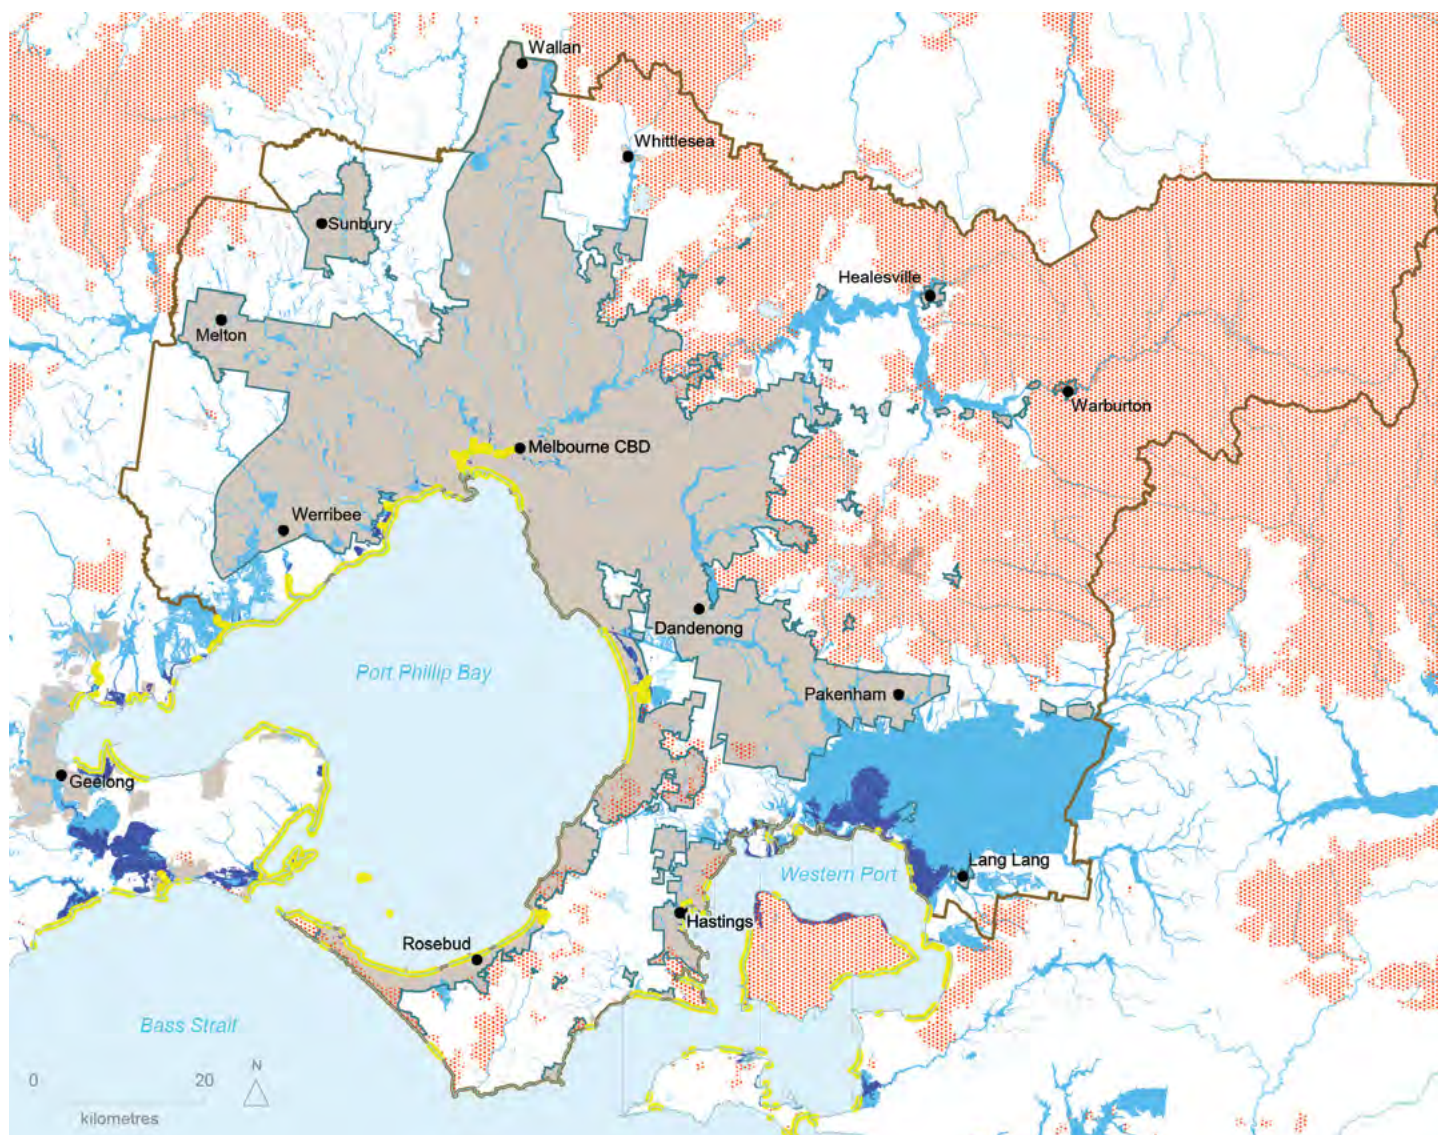 Wallan
Whittlesea
Sunbury
Healesville
Melton
Warburton
Melbourne CBD
Werribee
Dandenong
Port Phillip Bay
Pakenham
Geelong
Lang Lang
Western Port
Hastings
Rosebud
Bass Strait
N
0 20
kilometres